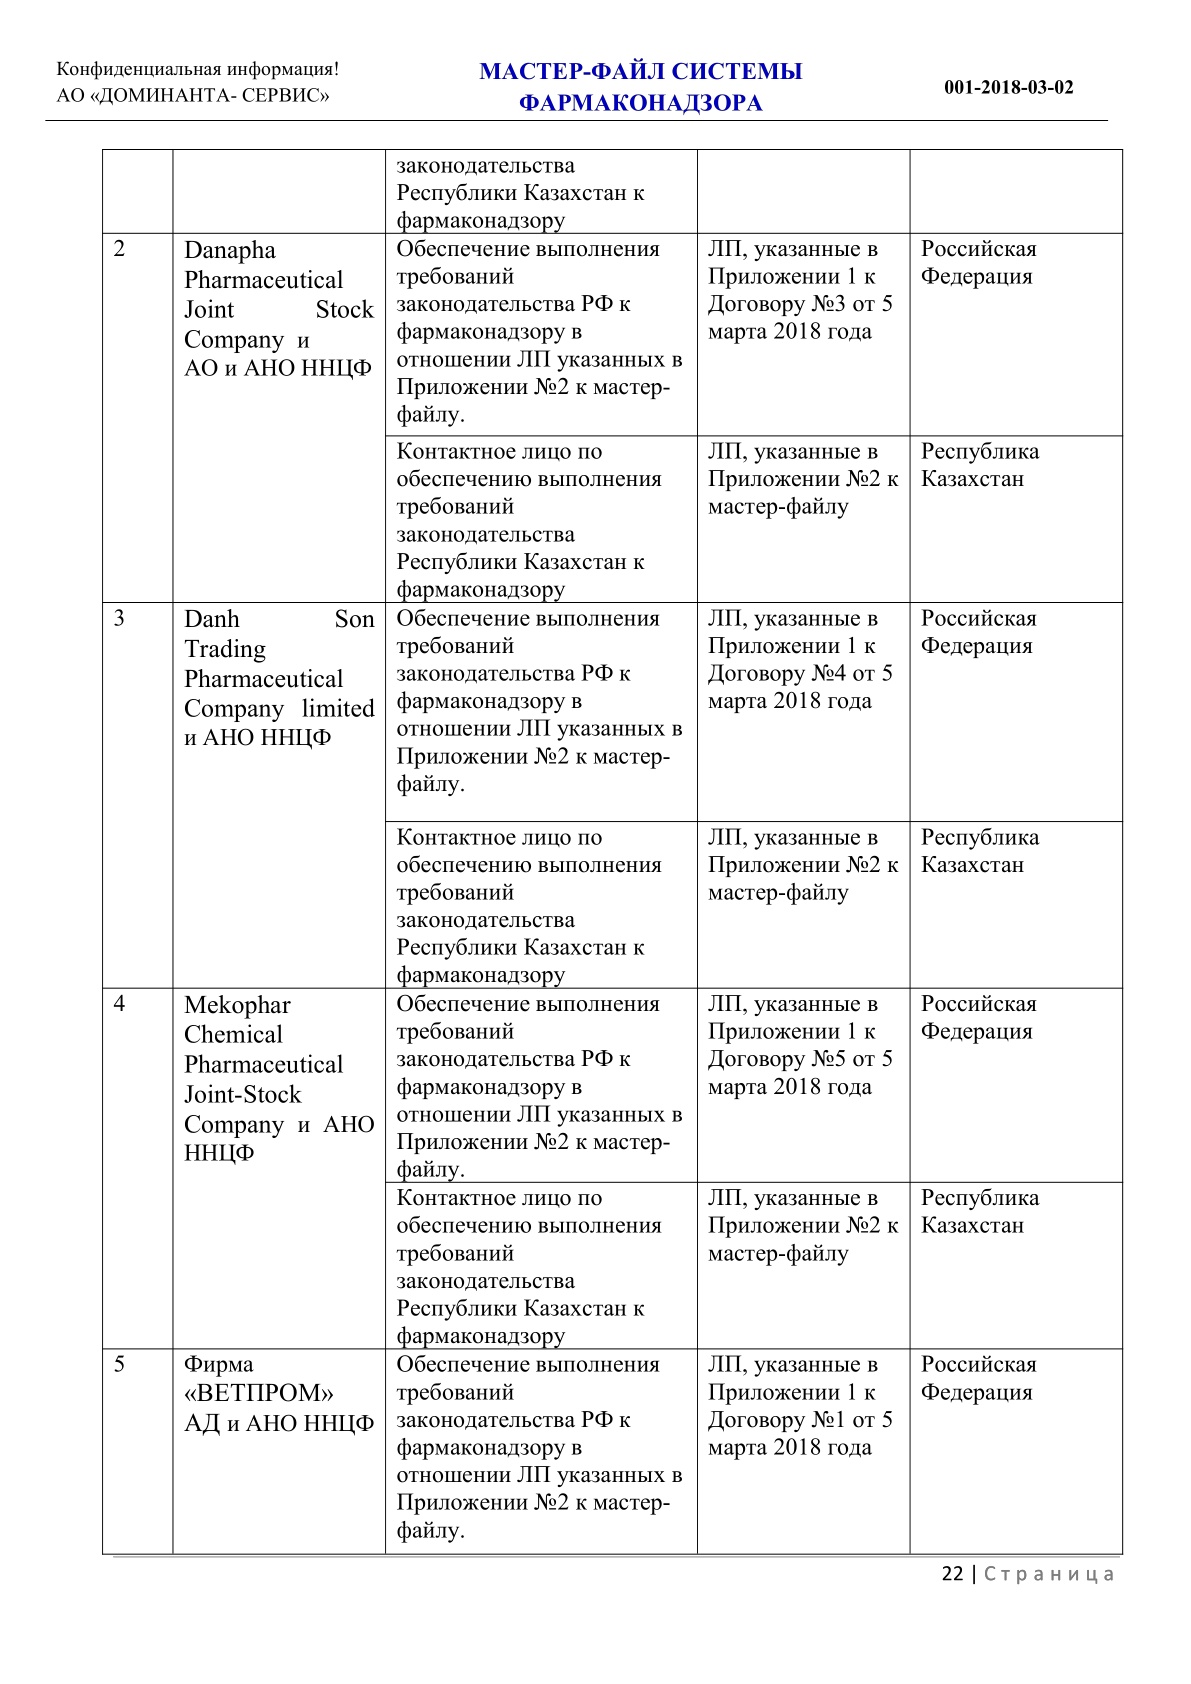 Конфиденциальная информация!
АО «ДОМИНАНТА- СЕРВИС»
МАСТЕР-ФАЙЛ СИСТЕМЫ
ФАРМАКОНАДЗОРА
001-2018-03-02
законодательства
Республики Казахстан к
фармаконадзору
2
Danapha
Pharmaceutical
Joint Stock
Company и
АО и АНО ННЦФ
Обеспечение выполнения
требований
законодательства РФ к
фармаконадзору в
отношении ЛП указанных в
Приложении №2 к мастер-
файлу.
ЛП, указанные в
Приложении 1 к
Договору №3 от 5
марта 2018 года
Российская
Федерация
Контактное лицо по
обеспечению выполнения
требований
законодательства
Республики Казахстан к
фармаконадзору
ЛП, указанные в
Приложении №2 к
мастер-файлу
Республика
Казахстан
3
Danh Son
Trading
Pharmaceutical
Company limited
и АНО ННЦФ
Обеспечение выполнения
требований
законодательства РФ к
фармаконадзору в
отношении ЛП указанных в
Приложении №2 к мастер-
файлу.
ЛП, указанные в
Приложении 1 к
Договору №4 от 5
марта 2018 года
Российская
Федерация
Контактное лицо по
обеспечению выполнения
требований
законодательства
Республики Казахстан к
фармаконадзору
ЛП, указанные в
Приложении №2 к
мастер-файлу
Республика
Казахстан
4
Mekophar
Chemical
Pharmaceutical
Joint-Stock
Company и АНО
ННЦФ
Обеспечение выполнения
требований
законодательства РФ к
фармаконадзору в
отношении ЛП указанных в
Приложении №2 к мастер-
файлу.
ЛП, указанные в
Приложении 1 к
Договору №5 от 5
марта 2018 года
Российская
Федерация
Контактное лицо по
обеспечению выполнения
требований
законодательства
Республики Казахстан к
фармаконадзору
ЛП, указанные в
Приложении №2 к
мастер-файлу
Республика
Казахстан
5
Фирма
«ВЕТПРОМ»
АД и АНО ННЦФ
Обеспечение выполнения
требований
законодательства РФ к
фармаконадзору в
отношении ЛП указанных в
Приложении №2 к мастер-
файлу.
ЛП, указанные в
Приложении 1 к
Договору №1 от 5
марта 2018 года
Российская
Федерация
22 | Страница